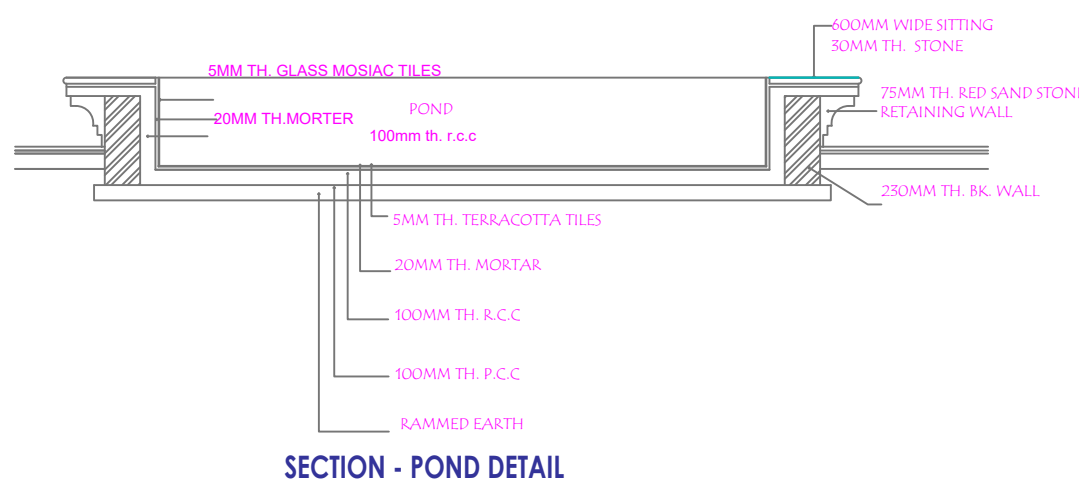 600MM WIDE SITTING
30MM TH. STONE
5MM TH. GLASS MOSIAC TILES
75MM TH. RED SAND STONE
RETAINING WALL
POND
20MM TH.MORTER
100mm th. r.c.c
230MM TH. BK. WALL
5MM TH. TERRACOTTA TILES
20MM TH. MORTAR
100MM TH. R.C.C
100MM TH. P.C.C
RAMMED EARTH
SECTION - POND DETAIL